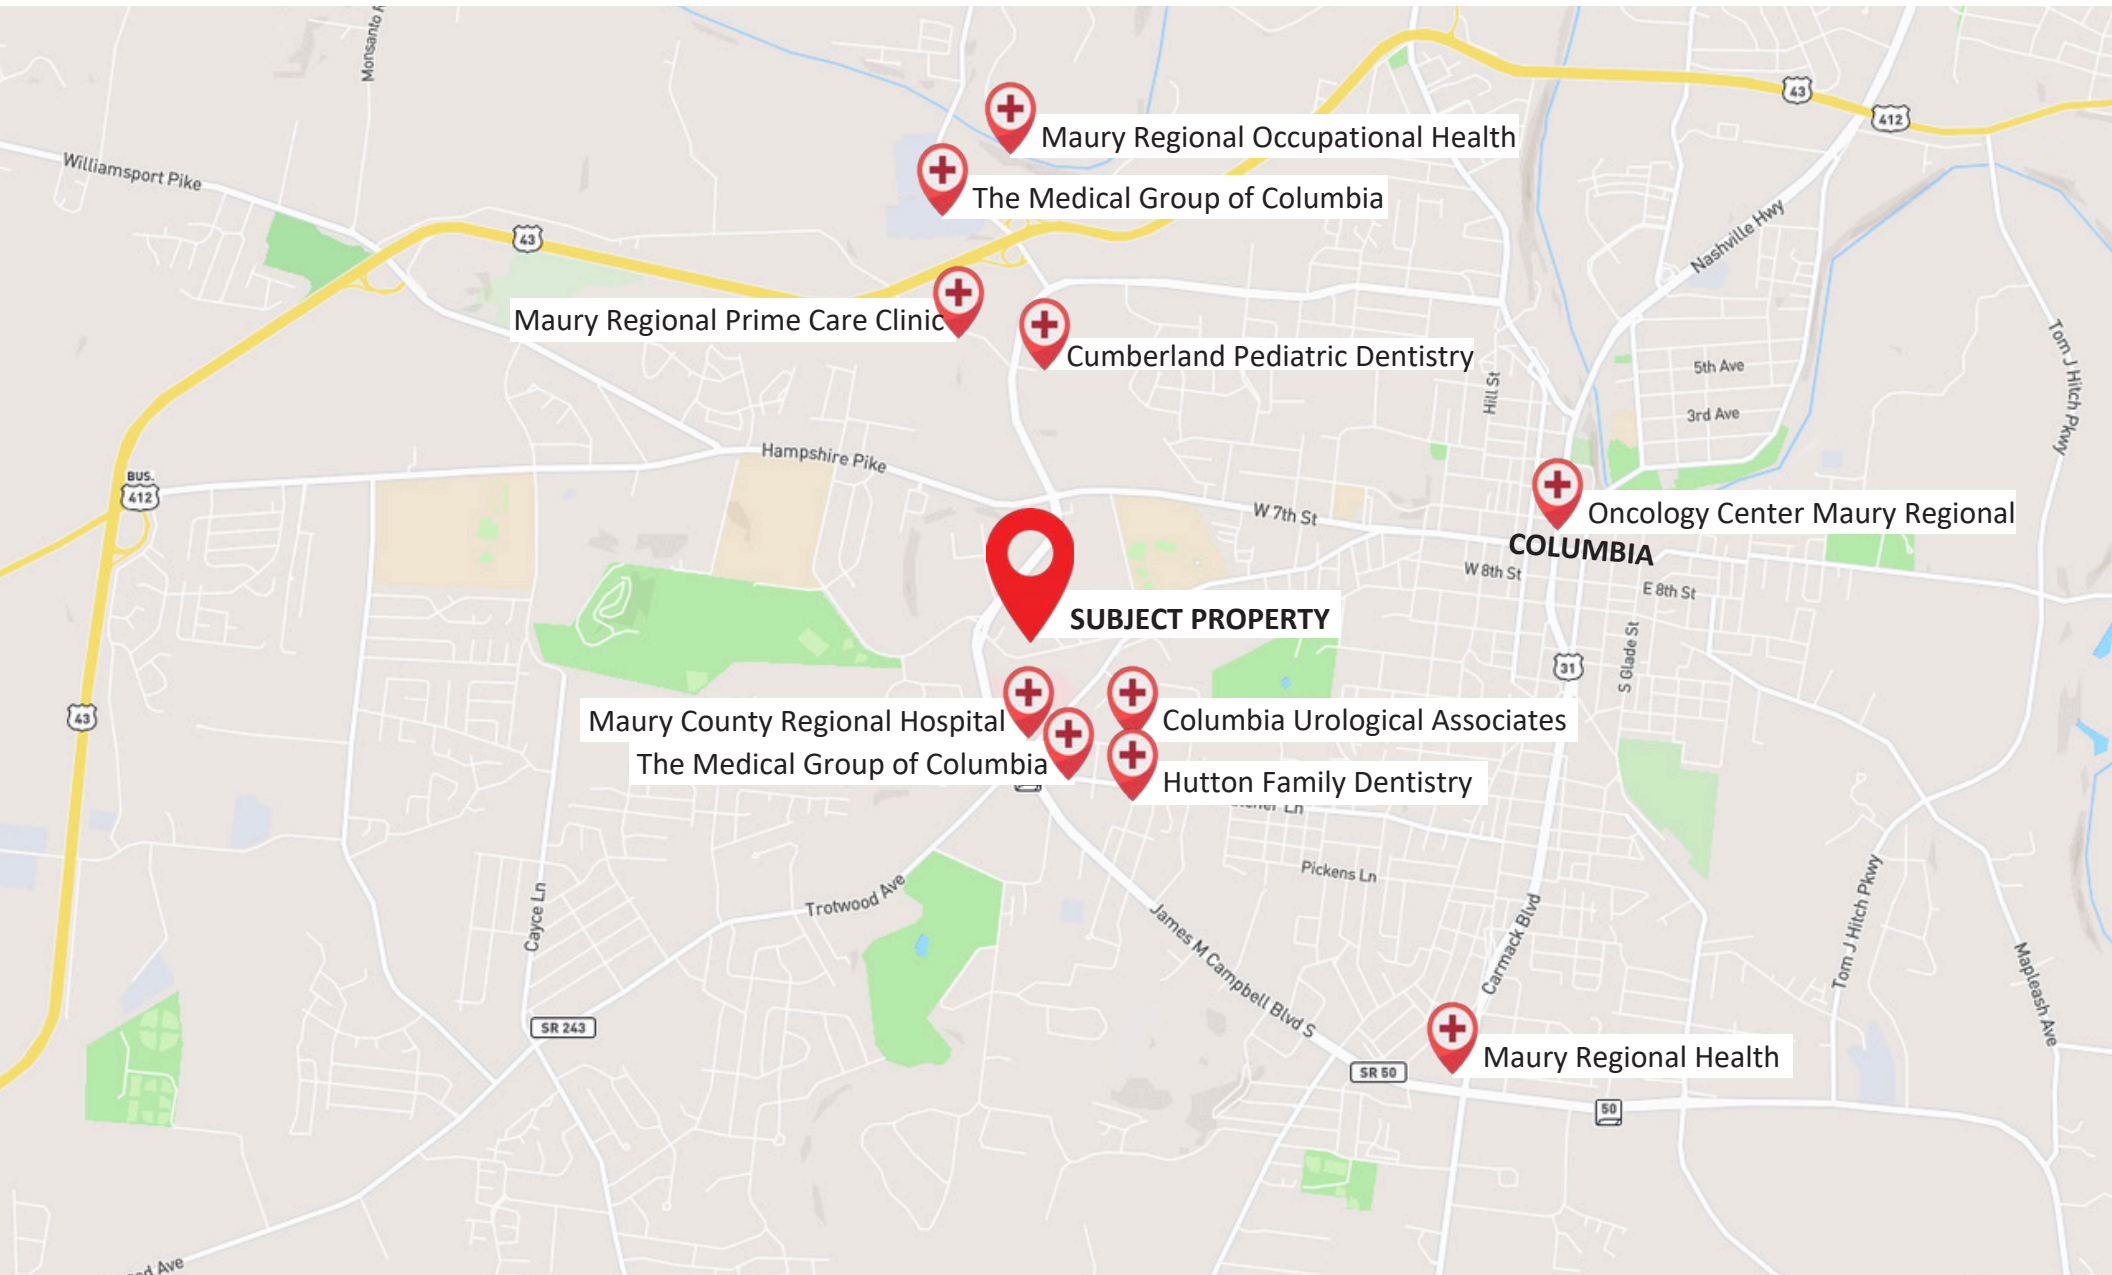 Monsanto
43
412
Maury Regional Occupational Health
Williamsport Pike
The Medical Group of Columbia
43
Nashville Hwy
Maury Regional Prime Care Clinic
Cumberland Pediatric Dentistry
Tom J Hitch Pkwy
5th Ave
Hill St
3rd Ave
Hampshire Pike
BUS.
412
W 7th St
Oncology Center Maury Regional
COLUMBIA
W 8th St
E 8th St
SUBJECT PROPERTY
S Glade St
31
43
Maury County Regional Hospital
Columbia Urological Associates
The Medical Group of Columbia
Hutton Family Dentistry
Ln
Pickens Ln
Trotwood Ave
Cayce Ln
James M Campbell Blvd S
Carmack Blvd
Tom J Hitch Pkwy
Mapleash Ave
SR 243
Maury Regional Health
SR 50
50
Ave